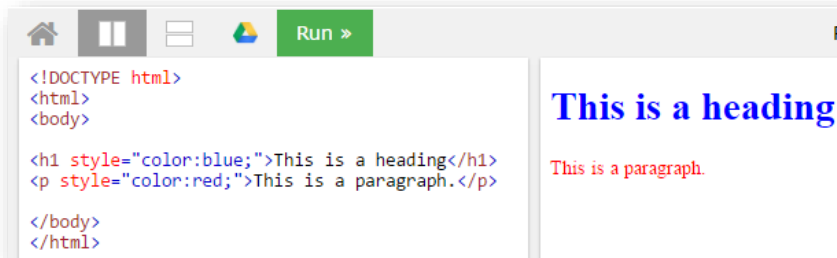 Run »
<!DOCTYPE html>
<html>
<body>
<h1 style="color:blue;">This is a heading</h1>
<p style="color:red;">This is a paragraph.</p>
</body>
</html>
This is a heading
This is a paragraph.